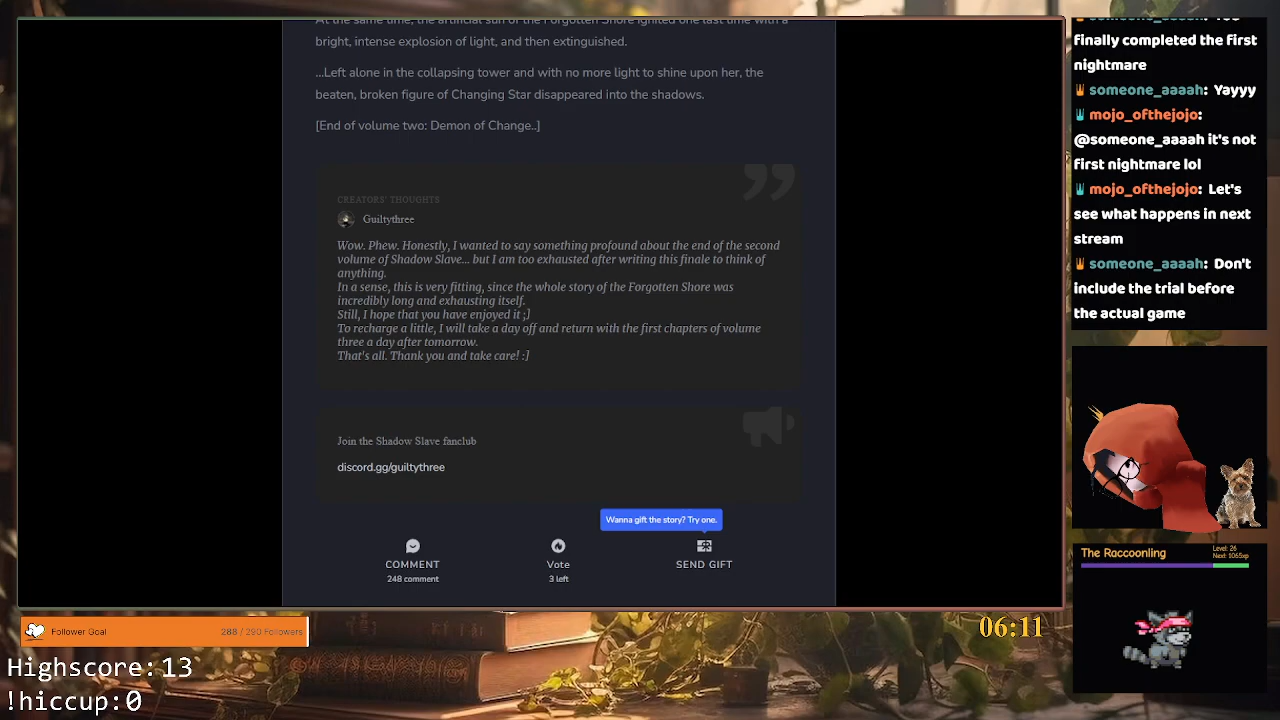 At the same time, the artificial sun of the Forgotten Shore ignited one last time with a
bright, intense explosion of light, and then extinguished.
...Left alone in the collapsing tower and with no more light to shine upon her, the
beaten, broken figure of Changing Star disappeared into the shadows.
[End of volume two: Demon of Change..]
CREATORS' THOUGHTS
Guiltythree
Wow. Phew. Honestly, I wanted to say something profound about the end of the second
volume of Shadow Slave... but I am too exhausted after writing this finale to think of
anything.
In a sense, this is very fitting, since the whole story of the Forgotten Shore was
incredibly long and exhausting itself.
Still, I hope that you have enjoyed it ;]
To recharge a little, I will take a day off and return with the first chapters of volume
three a day after tomorrow.
That's all. Thank you and take care! :]
Join the Shadow Slave fanclub
discord.gg/guiltythree
Wanna gift the story? Try one.
COMMENT
248 comment
Vote
3 left
SEND GIFT
someone_aaaah: You
finally completed the first
nightmare
someone_aaaah: Yayyy
mojo_ofthejojo:
@someone_aaaah it's not
first nightmare lol
mojo_ofthejojo: Let's
see what happens in next
stream
someone_aaaah: Don't
include the trial before
the actual game
The Raccoonling
Level: 26
Next: 1065xp
Follower Goal
288 / 290 Followers
06:11
Highscore:13
!hiccup:0